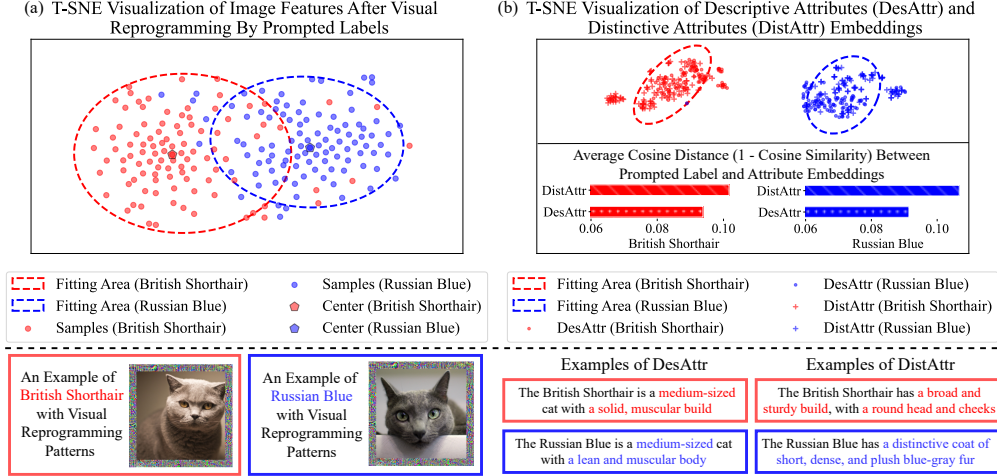 (a) T-SNE Visualization of Image Features After Visual
Reprogramming By Prompted Labels
(b) T-SNE Visualization of Descriptive Attributes (DesAttr) and
Distinctive Attributes (DistAttr) Embeddings
Average Cosine Distance (1 - Cosine Similarity) Between
Prompted Label and Attribute Embeddings
DistAttr
DesAttr
0.06
0.08
0.10
British Shorthair
DistAttr
DesAttr
0.06
0.08
0.10
Russian Blue
Fitting Area (British Shorthair)
Fitting Area (Russian Blue)
Samples (British Shorthair)
Samples (Russian Blue)
Center (British Shorthair)
Center (Russian Blue)
Fitting Area (British Shorthair)
Fitting Area (Russian Blue)
DesAttr (British Shorthair)
DesAttr (Russian Blue)
DistAttr (British Shorthair)
DistAttr (Russian Blue)
An Example of
British Shorthair
with Visual
Reprogramming
Patterns
An Example of
Russian Blue
with Visual
Reprogramming
Patterns
Examples of DesAttr
The British Shorthair is a medium-sized
cat with a solid, muscular build
The Russian Blue is a medium-sized cat
with a lean and muscular body
Examples of DistAttr
The British Shorthair has a broad and
sturdy build, with a round head and cheeks
The Russian Blue has a distinctive coat of
short, dense, and plush blue-gray fur